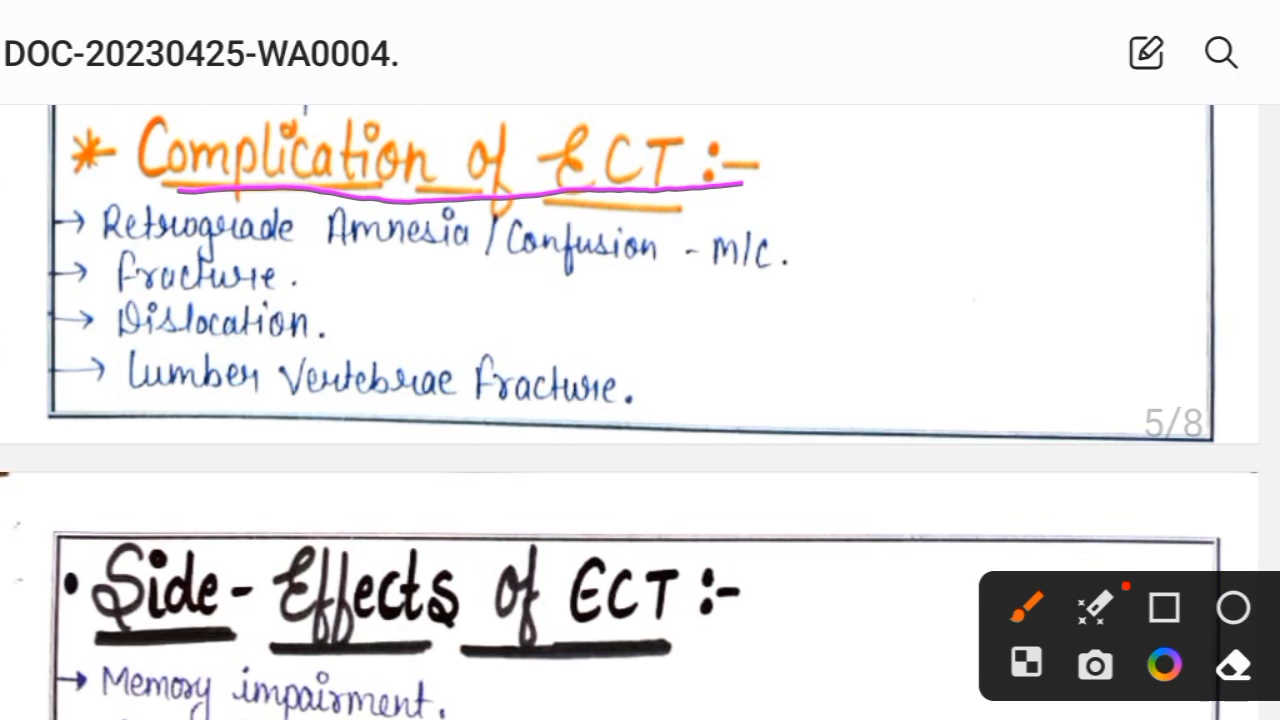 DOC-20230425-WA0004.
* Complication of ECT :-
→ Retrograde Amnesia / Confusion - M/C.
→ fracture.
→ Dislocation.
→ Lumber Vertebrae fracture.
5/8
• Side - Effects of ECT :-
→ Memory impairment.